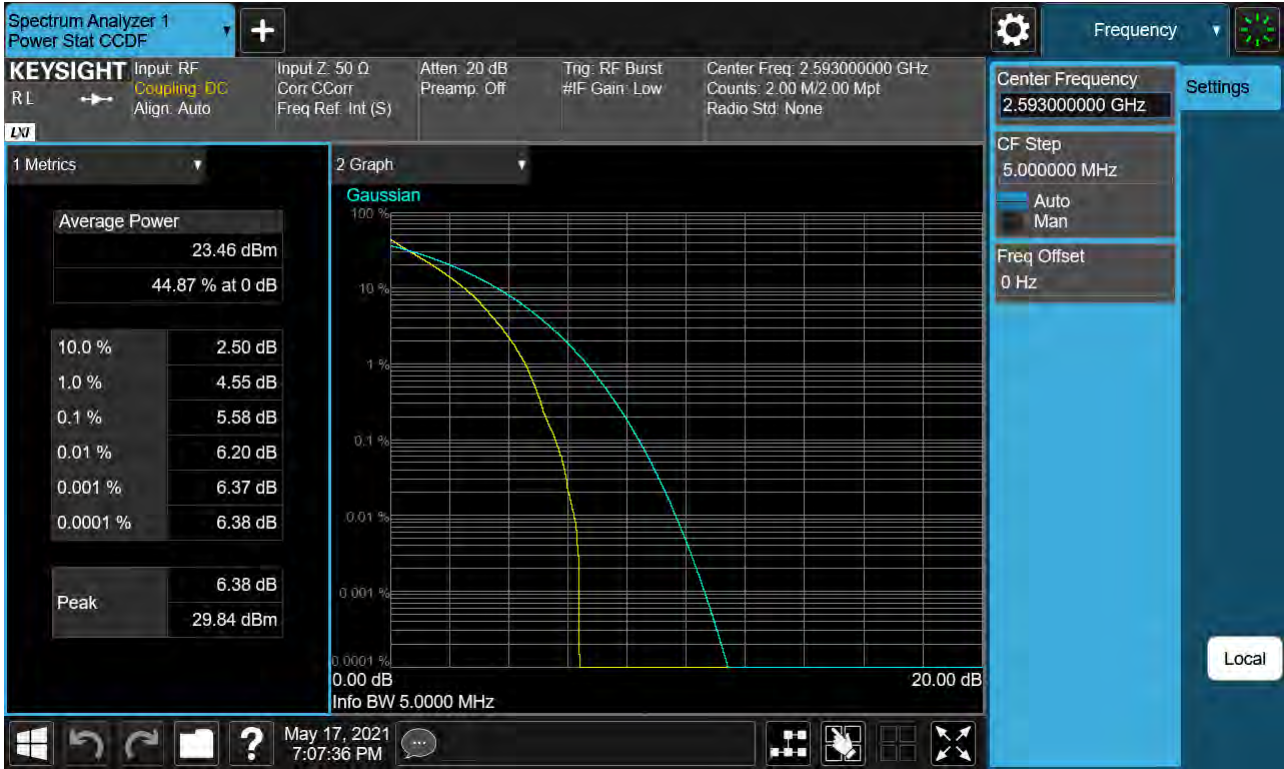 Spectrum Analyzer 1
Power Stat CCDF
Frequency
KEYSIGHT
R L
LXI
Input: RF
Coupling: DC
Align: Auto
Input Z: 50 Ω
Corr CCorr
Freq Ref: Int (S)
Atten: 20 dB
Preamp: Off
Trig: RF Burst
#IF Gain: Low
Center Freq: 2.593000000 GHz
Counts: 2.00 M/2.00 Mpt
Radio Std: None
Center Frequency
2.593000000 GHz
Settings
CF Step
5.000000 MHz
Auto
Man
Freq Offset
0 Hz
1 Metrics
Average Power
23.46 dBm
44.87 % at 0 dB
10.0 % 2.50 dB
1.0 % 4.55 dB
0.1 % 5.58 dB
0.01 % 6.20 dB
0.001 % 6.37 dB
0.0001 % 6.38 dB
Peak
6.38 dB
29.84 dBm
2 Graph
Gaussian
100 %
10 %
1 %
0.1 %
0.01 %
0.001 %
0.0001 %
0.00 dB 20.00 dB
Info BW 5.0000 MHz
Local
?
May 17, 2021
7:07:36 PM